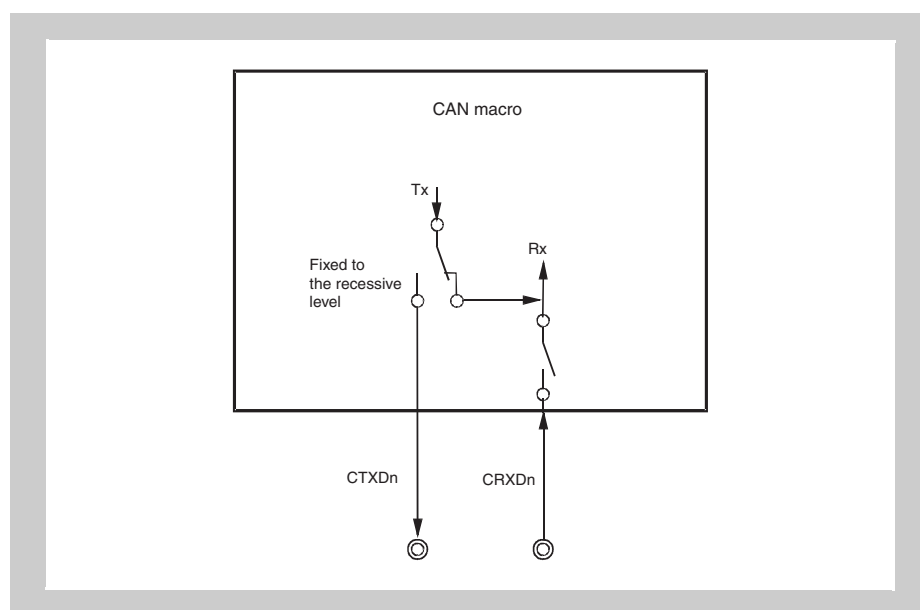 CAN macro
Tx
Rx
Fixed to
the recessive
level
CTXDn
CRXDn